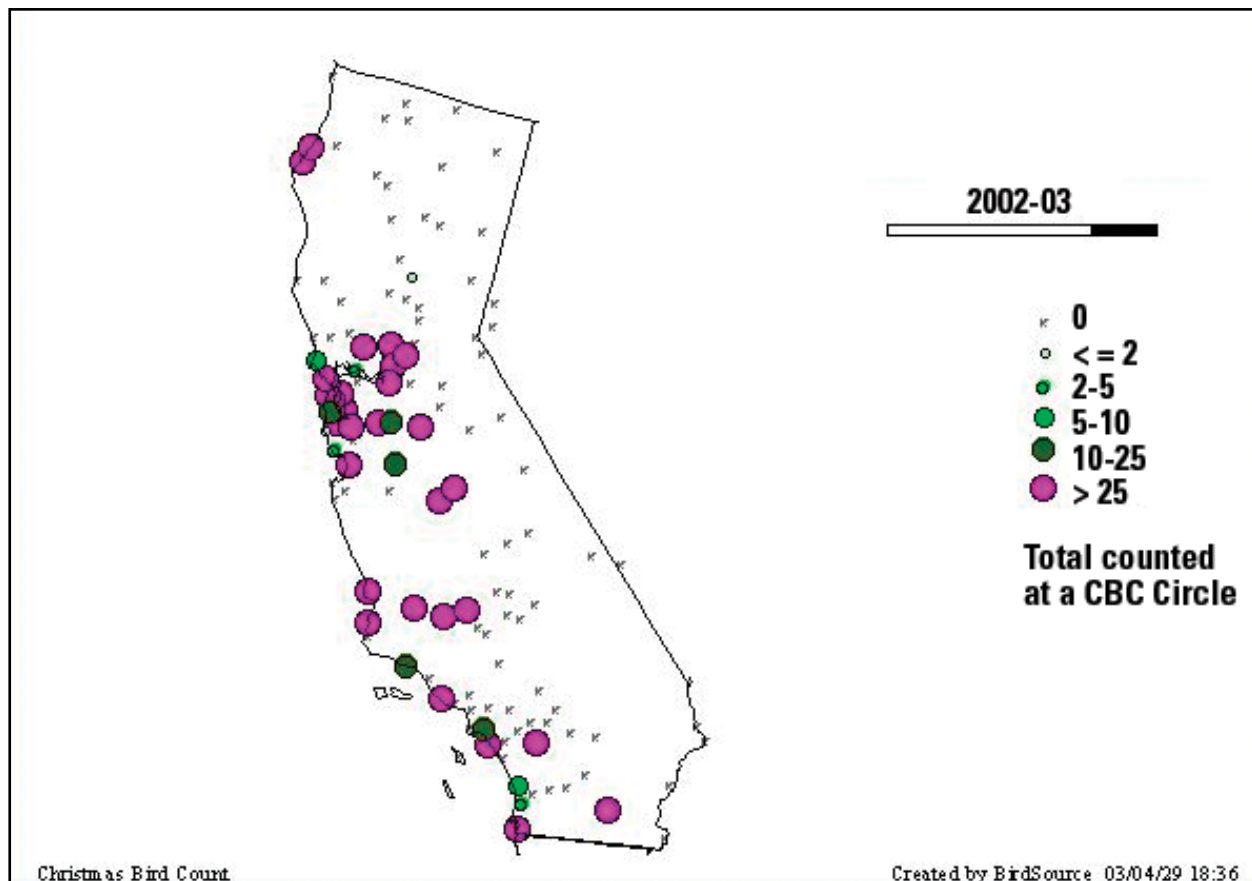 2002-03
0
< = 2
2-5
5-10
10-25
> 25
Total counted
at a CBC Circle
Christmas Bird Count
Created by BirdSource 03/04/29 18:36